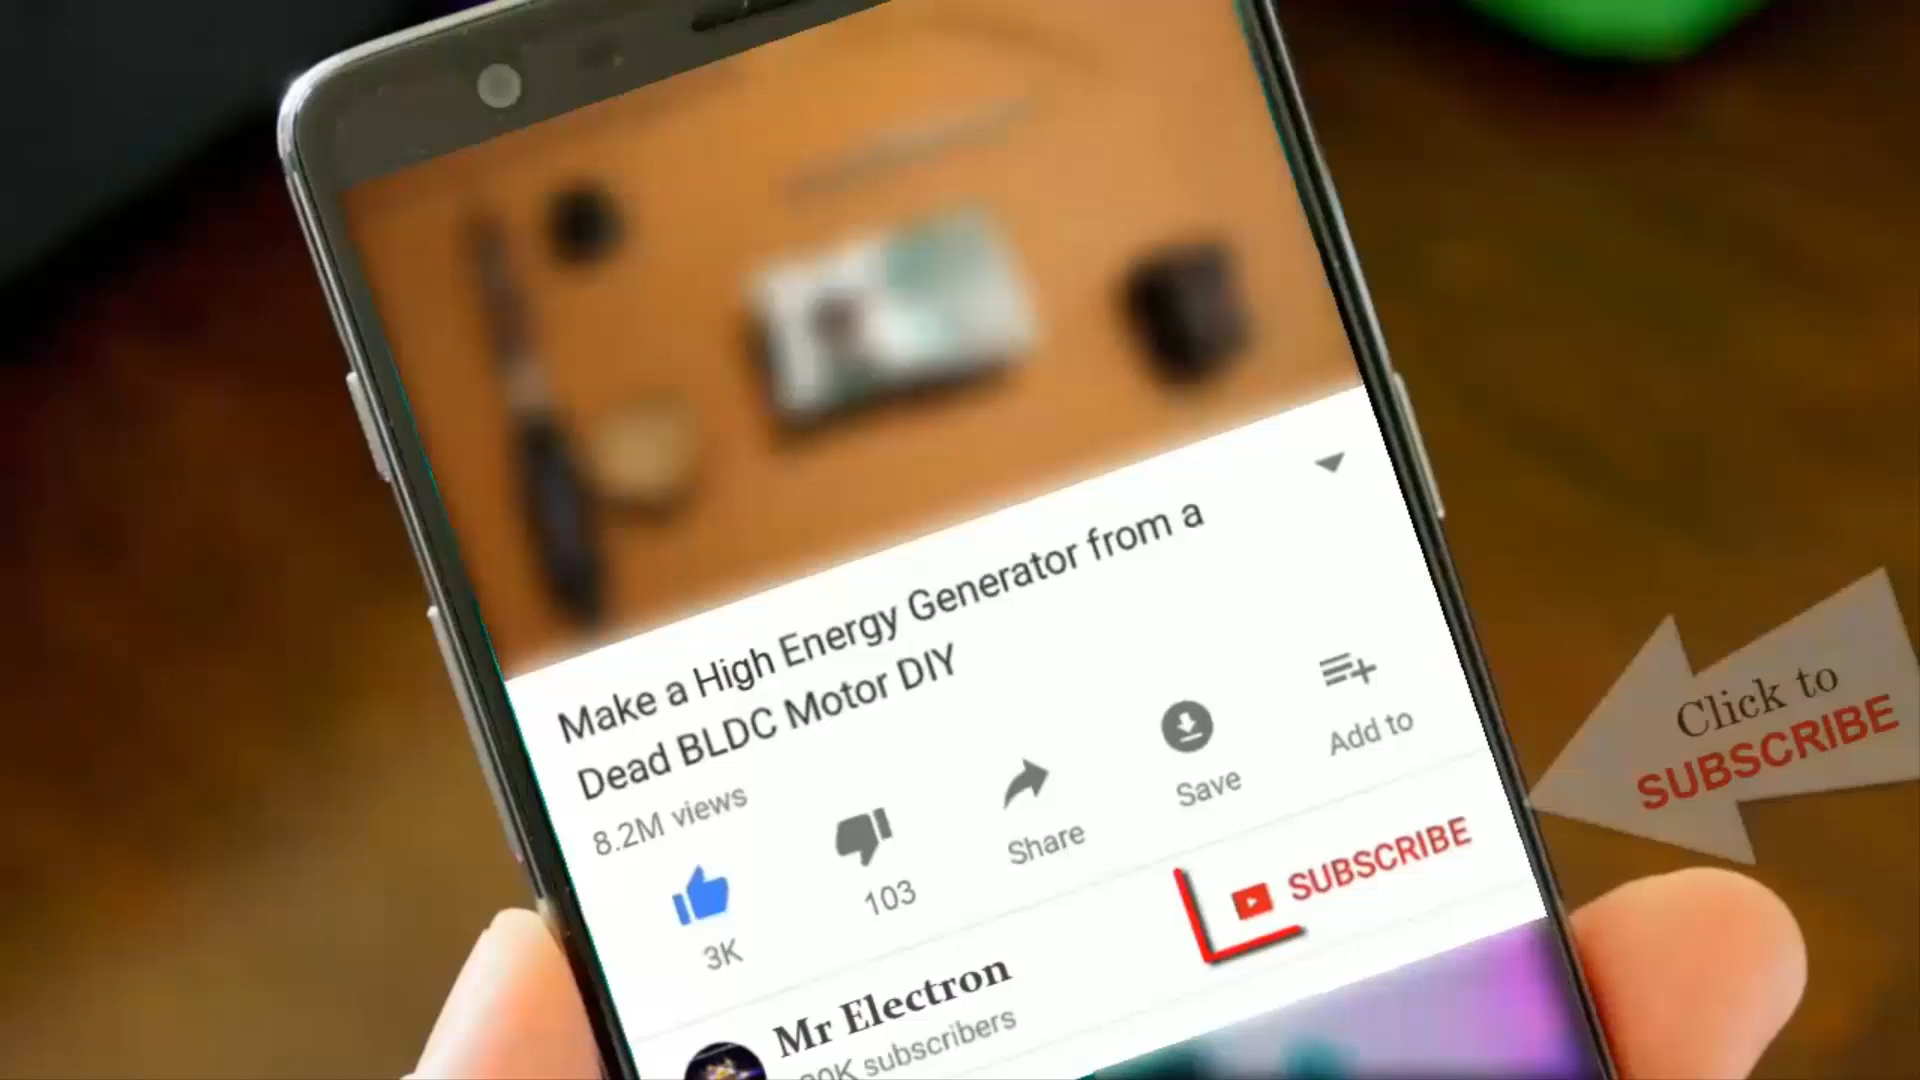 Make a High Energy Generator from a
Dead BLDC Motor DIY
8.2M views
3K
103
Share
Save
Add to
SUBSCRIBE
Click to
SUBSCRIBE
Mr Electron
subscribers